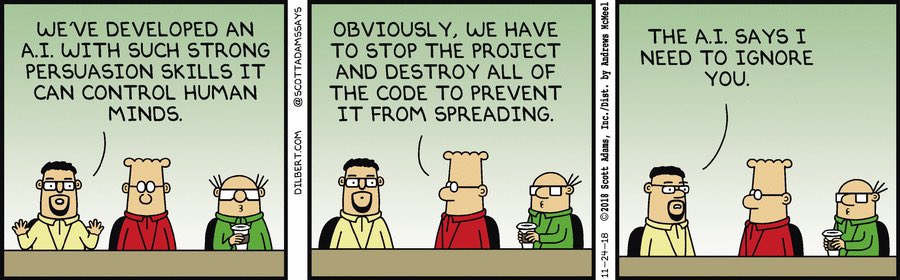 WE'VE DEVELOPED AN
A.I. WITH SUCH STRONG
PERSUASION SKILLS IT
CAN CONTROL HUMAN
MINDS.
DILBERT.COM @SCOTTADAMSSAYS
OBVIOUSLY, WE HAVE
TO STOP THE PROJECT
AND DESTROY ALL OF
THE CODE TO PREVENT
IT FROM SPREADING.
11-24-18 ©2018 Scott Adams, Inc./Dist. by Andrews McMeel
THE A.I. SAYS I
NEED TO IGNORE
YOU.